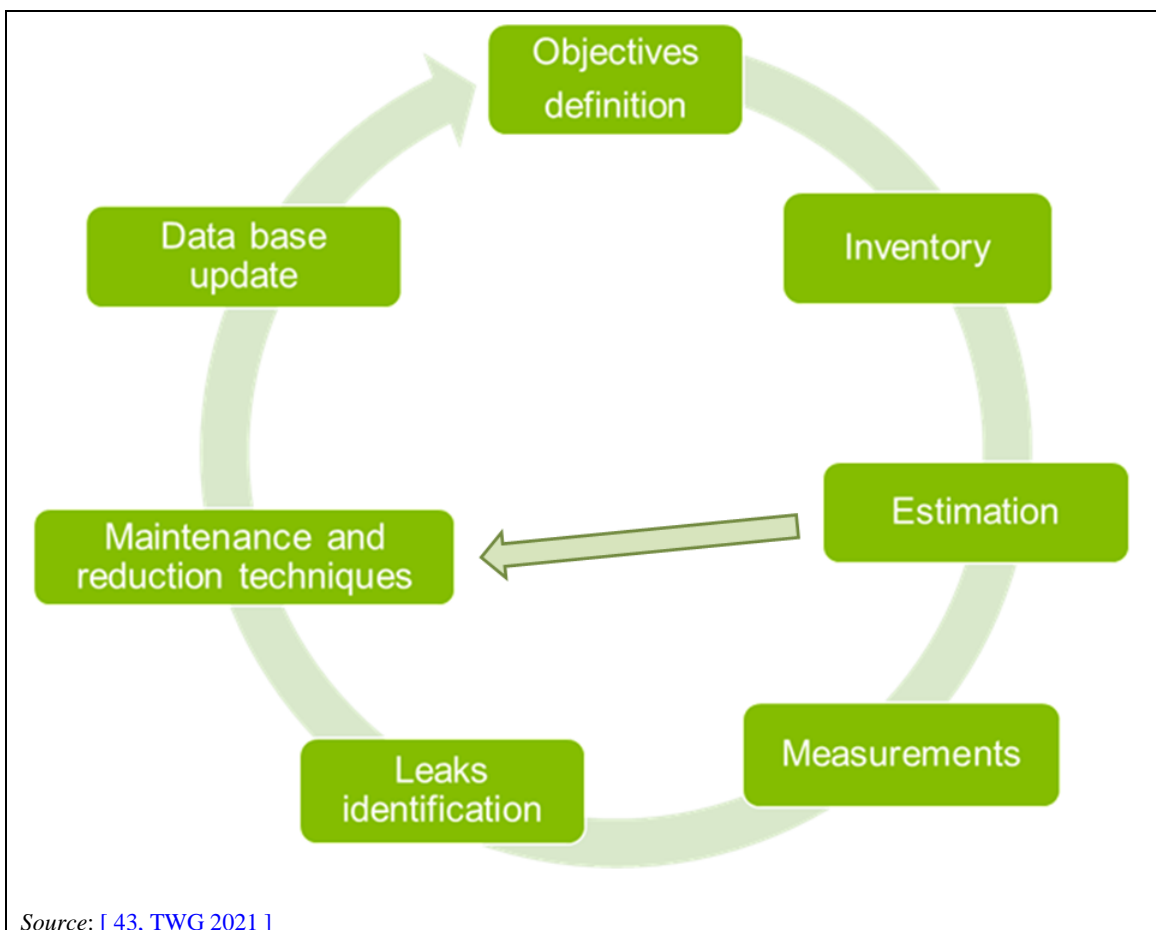 Objectives
definition
Inventory
Estimation
Measurements
Leaks
identification
Maintenance and
reduction techniques
Data base
update
Source: [ 43, TWG 2021 ]